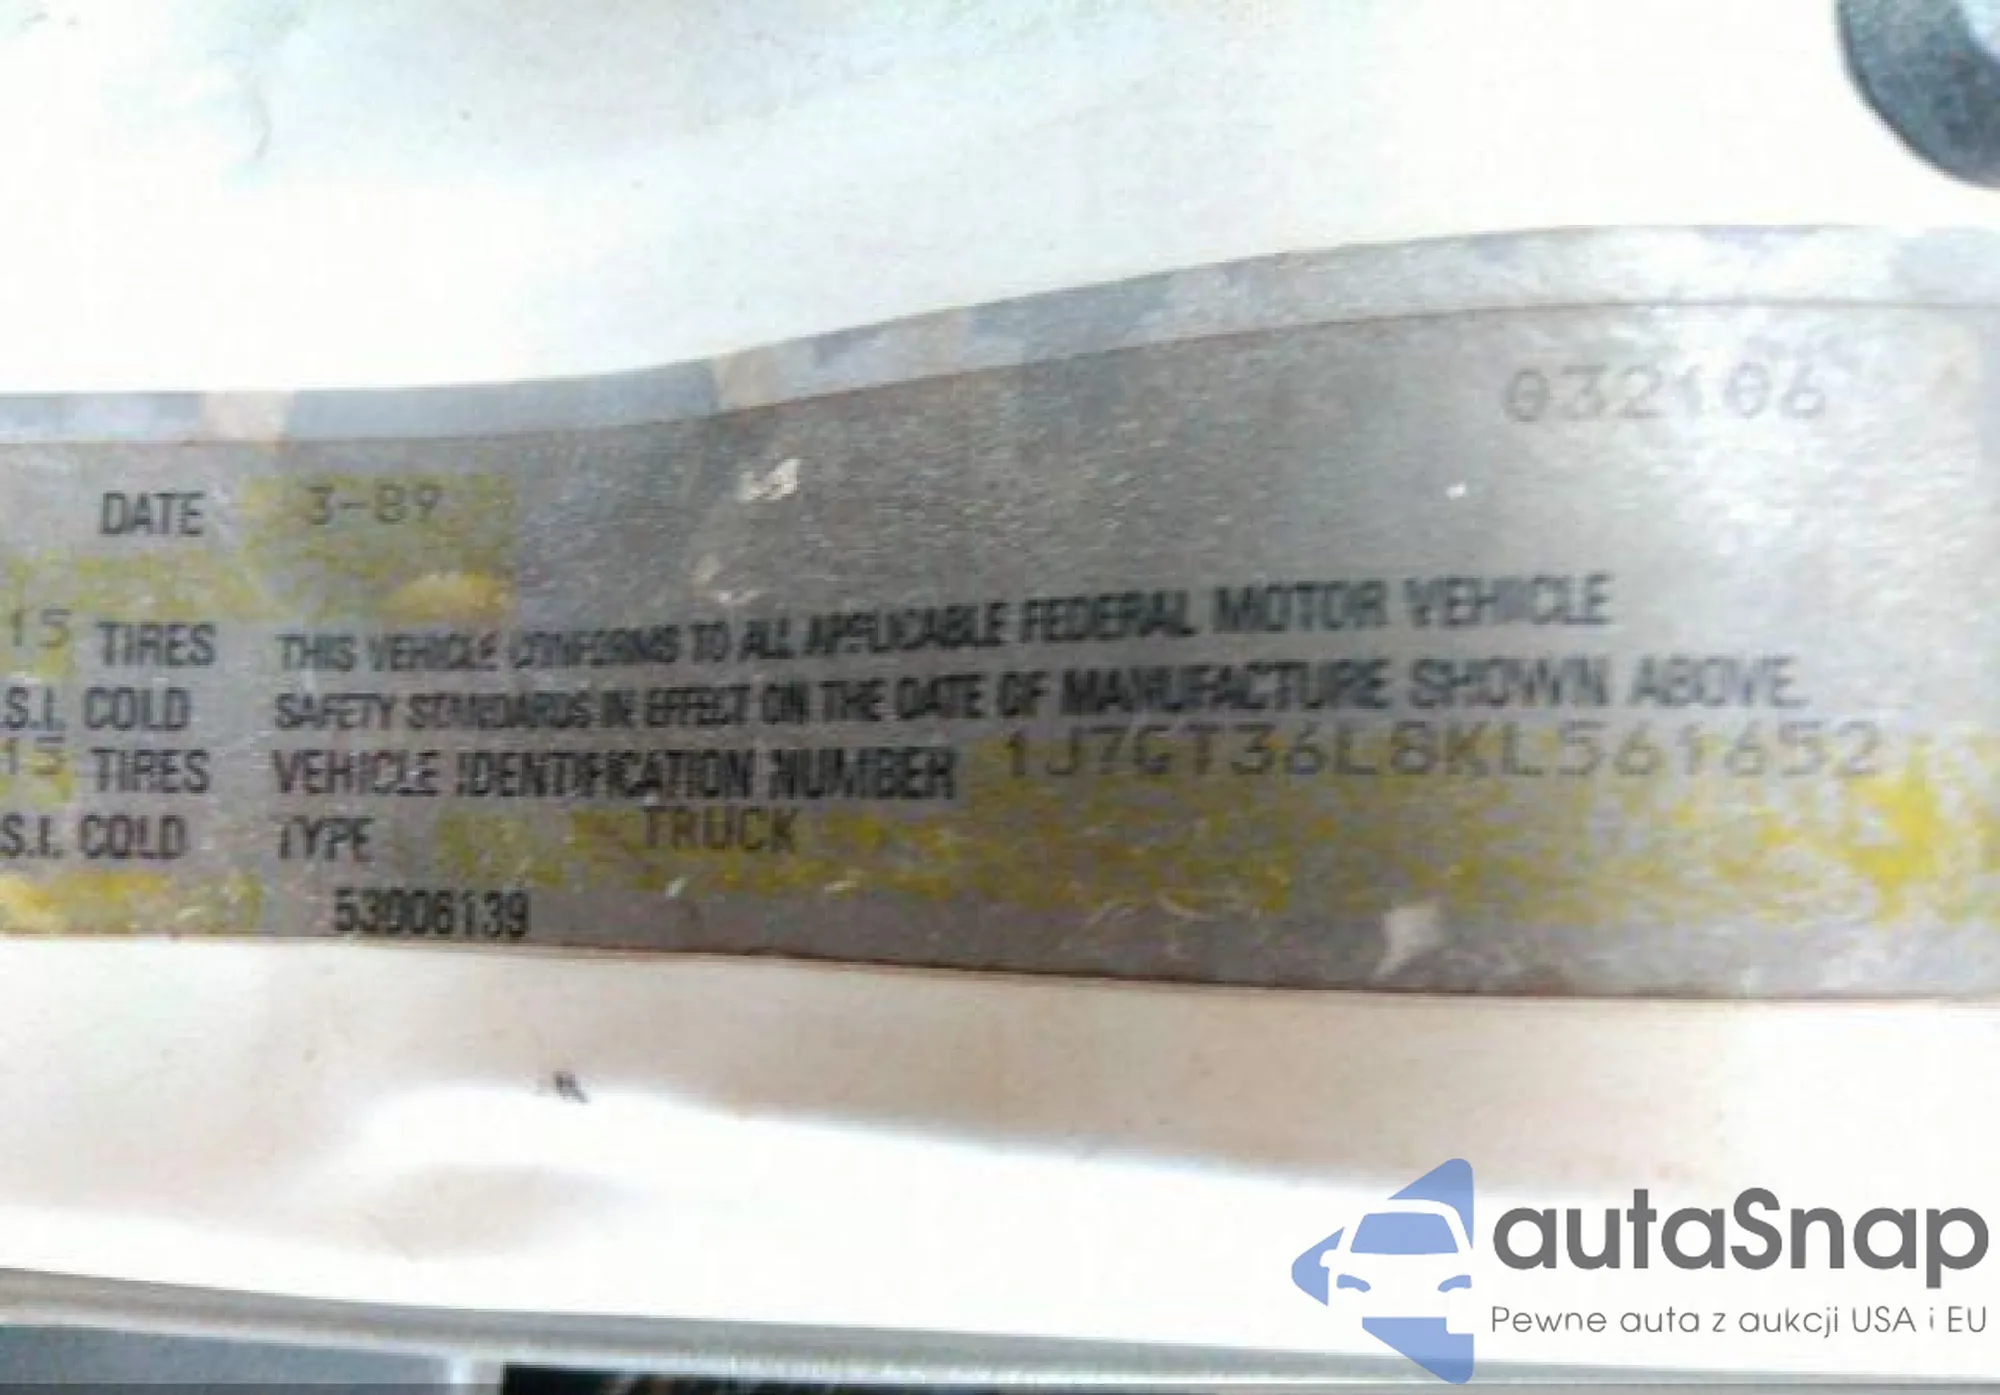 032106
DATE 3-89
15 TIRES THIS VEHICLE CONFORMS TO ALL APPLICABLE FEDERAL MOTOR VEHICLE
S.I. COLD SAFETY STANDARDS IN EFFECT ON THE DATE OF MANUFACTURE SHOWN ABOVE
15 TIRES VEHICLE IDENTIFICATION NUMBER 1J7GT36L8KL561652
S.I. COLD TYPE TRUCK
53006139
autaSnap
Pewne auta z aukcji USA i EU